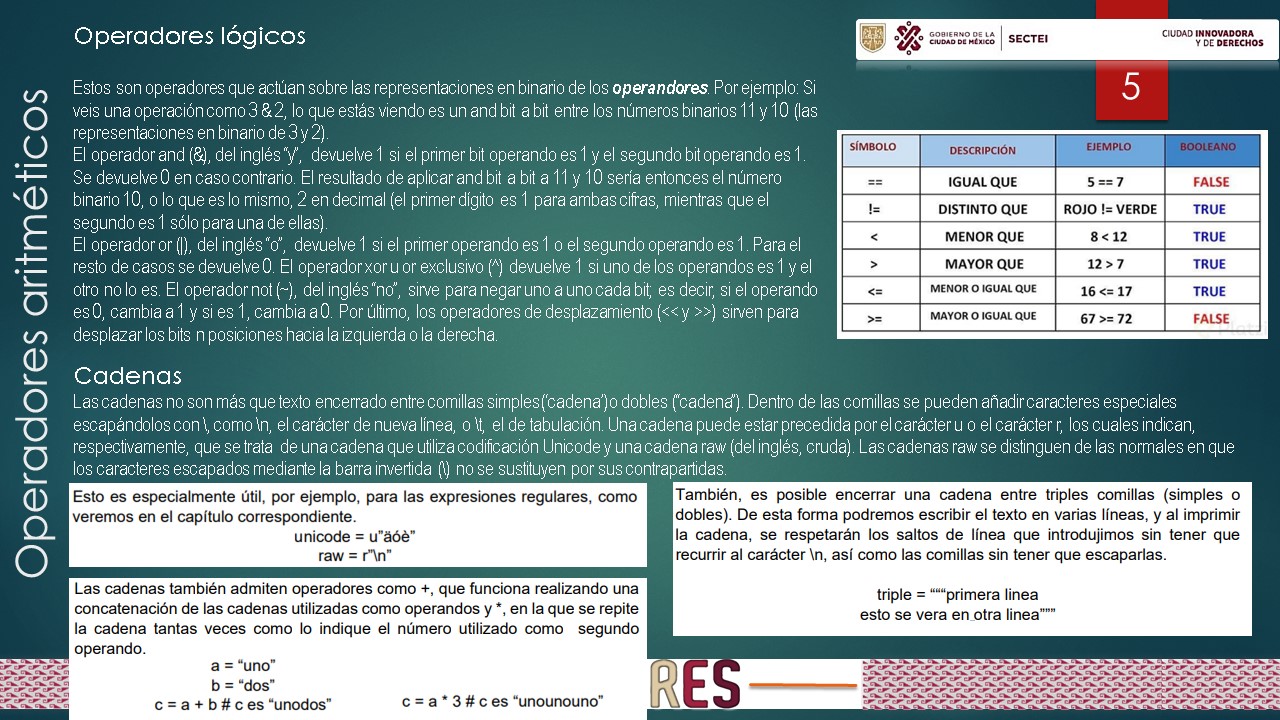 Operadores lógicos
GOBIERNO DE LA
CIUDAD DE MÉXICO
SECTEI
CIUDAD INNOVADORA
Y DE DERECHOS
5
Operadores aritméticos
Estos son operadores que actúan sobre las representaciones en binario de los operandores. Por ejemplo: Si
veis una operación como 3 & 2, lo que estás viendo es un and bit a bit entre los números binarios 11 y 10 (las
representaciones en binario de 3 y 2).
El operador and (&), del inglés “y”, devuelve 1 si el primer bit operando es 1 y el segundo bit operando es 1.
Se devuelve 0 en caso contrario. El resultado de aplicar and bit a bit a 11 y 10 sería entonces el número
binario 10, o lo que es lo mismo, 2 en decimal (el primer dígito es 1 para ambas cifras, mientras que el
segundo es 1 sólo para una de ellas).
El operador or (|), del inglés “o”, devuelve 1 si el primer operando es 1 o el segundo operando es 1. Para el
resto de casos se devuelve 0. El operador xor u or exclusivo (^) devuelve 1 si uno de los operandos es 1 y el
otro no lo es. El operador not (~), del inglés “no”, sirve para negar uno a uno cada bit; es decir, si el operando
es 0, cambia a 1 y si es 1, cambia a 0. Por último, los operadores de desplazamiento (<< y >>) sirven para
desplazar los bits n posiciones hacia la izquierda o la derecha.
SÍMBOLO DESCRIPCIÓN EJEMPLO BOOLEANO
== IGUAL QUE 5 == 7 FALSE
!= DISTINTO QUE ROJO != VERDE TRUE
< MENOR QUE 8 < 12 TRUE
> MAYOR QUE 12 > 7 TRUE
<= MENOR O IGUAL QUE 16 <= 17 TRUE
>= MAYOR O IGUAL QUE 67 >= 72 FALSE
Cadenas
Las cadenas no son más que texto encerrado entre comillas simples(‘cadena’) o dobles (“cadena”). Dentro de las comillas se pueden añadir caracteres especiales
escapándolos con \, como \n, el carácter de nueva línea, o \t, el de tabulación. Una cadena puede estar precedida por el carácter u o el carácter r, los cuales indican,
respectivamente, que se trata de una cadena que utiliza codificación Unicode y una cadena raw (del inglés, cruda). Las cadenas raw se distinguen de las normales en que
los caracteres escapados mediante la barra invertida (\) no se sustituyen por sus contrapartidas.
Esto es especialmente útil, por ejemplo, para las expresiones regulares, como
veremos en el capítulo correspondiente.
unicode = u”äóè”
raw = r”\n”
Las cadenas también admiten operadores como +, que funciona realizando una
concatenación de las cadenas utilizadas como operandos y *, en la que se repite
la cadena tantas veces como lo indique el número utilizado como segundo
operando.
a = “uno”
b = “dos”
c = a + b # c es “unodos”
c = a * 3 # c es “unounouno”
También, es posible encerrar una cadena entre triples comillas (simples o
dobles). De esta forma podremos escribir el texto en varias líneas, y al imprimir
la cadena, se respetarán los saltos de línea que introdujimos sin tener que
recurrir al carácter \n, así como las comillas sin tener que escaparlas.
triple = “““primera linea
esto se vera en otra linea”””
RES